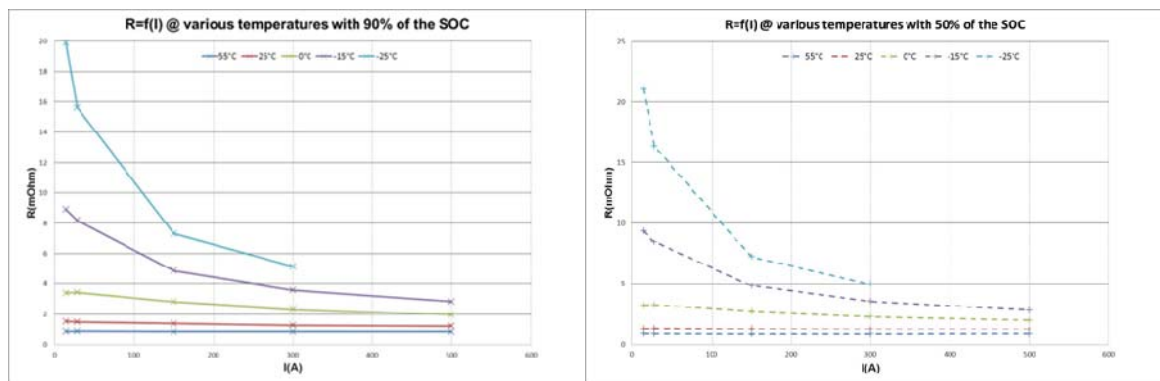 R=f(I) @ various temperatures with 90% of the SOC
20
18
16
14
12
10
8
6
4
2
0
R(mOhm)
55°C 25°C 0°C -15°C -25°C
0 100 200 300 400 500 600
I(A)
R=f(I) @ various temperatures with 50% of the SOC
25
20
15
10
5
0
R(mOhm)
55°C 25°C 0°C -15°C -25°C
0 100 200 300 400 500 600
I(A)